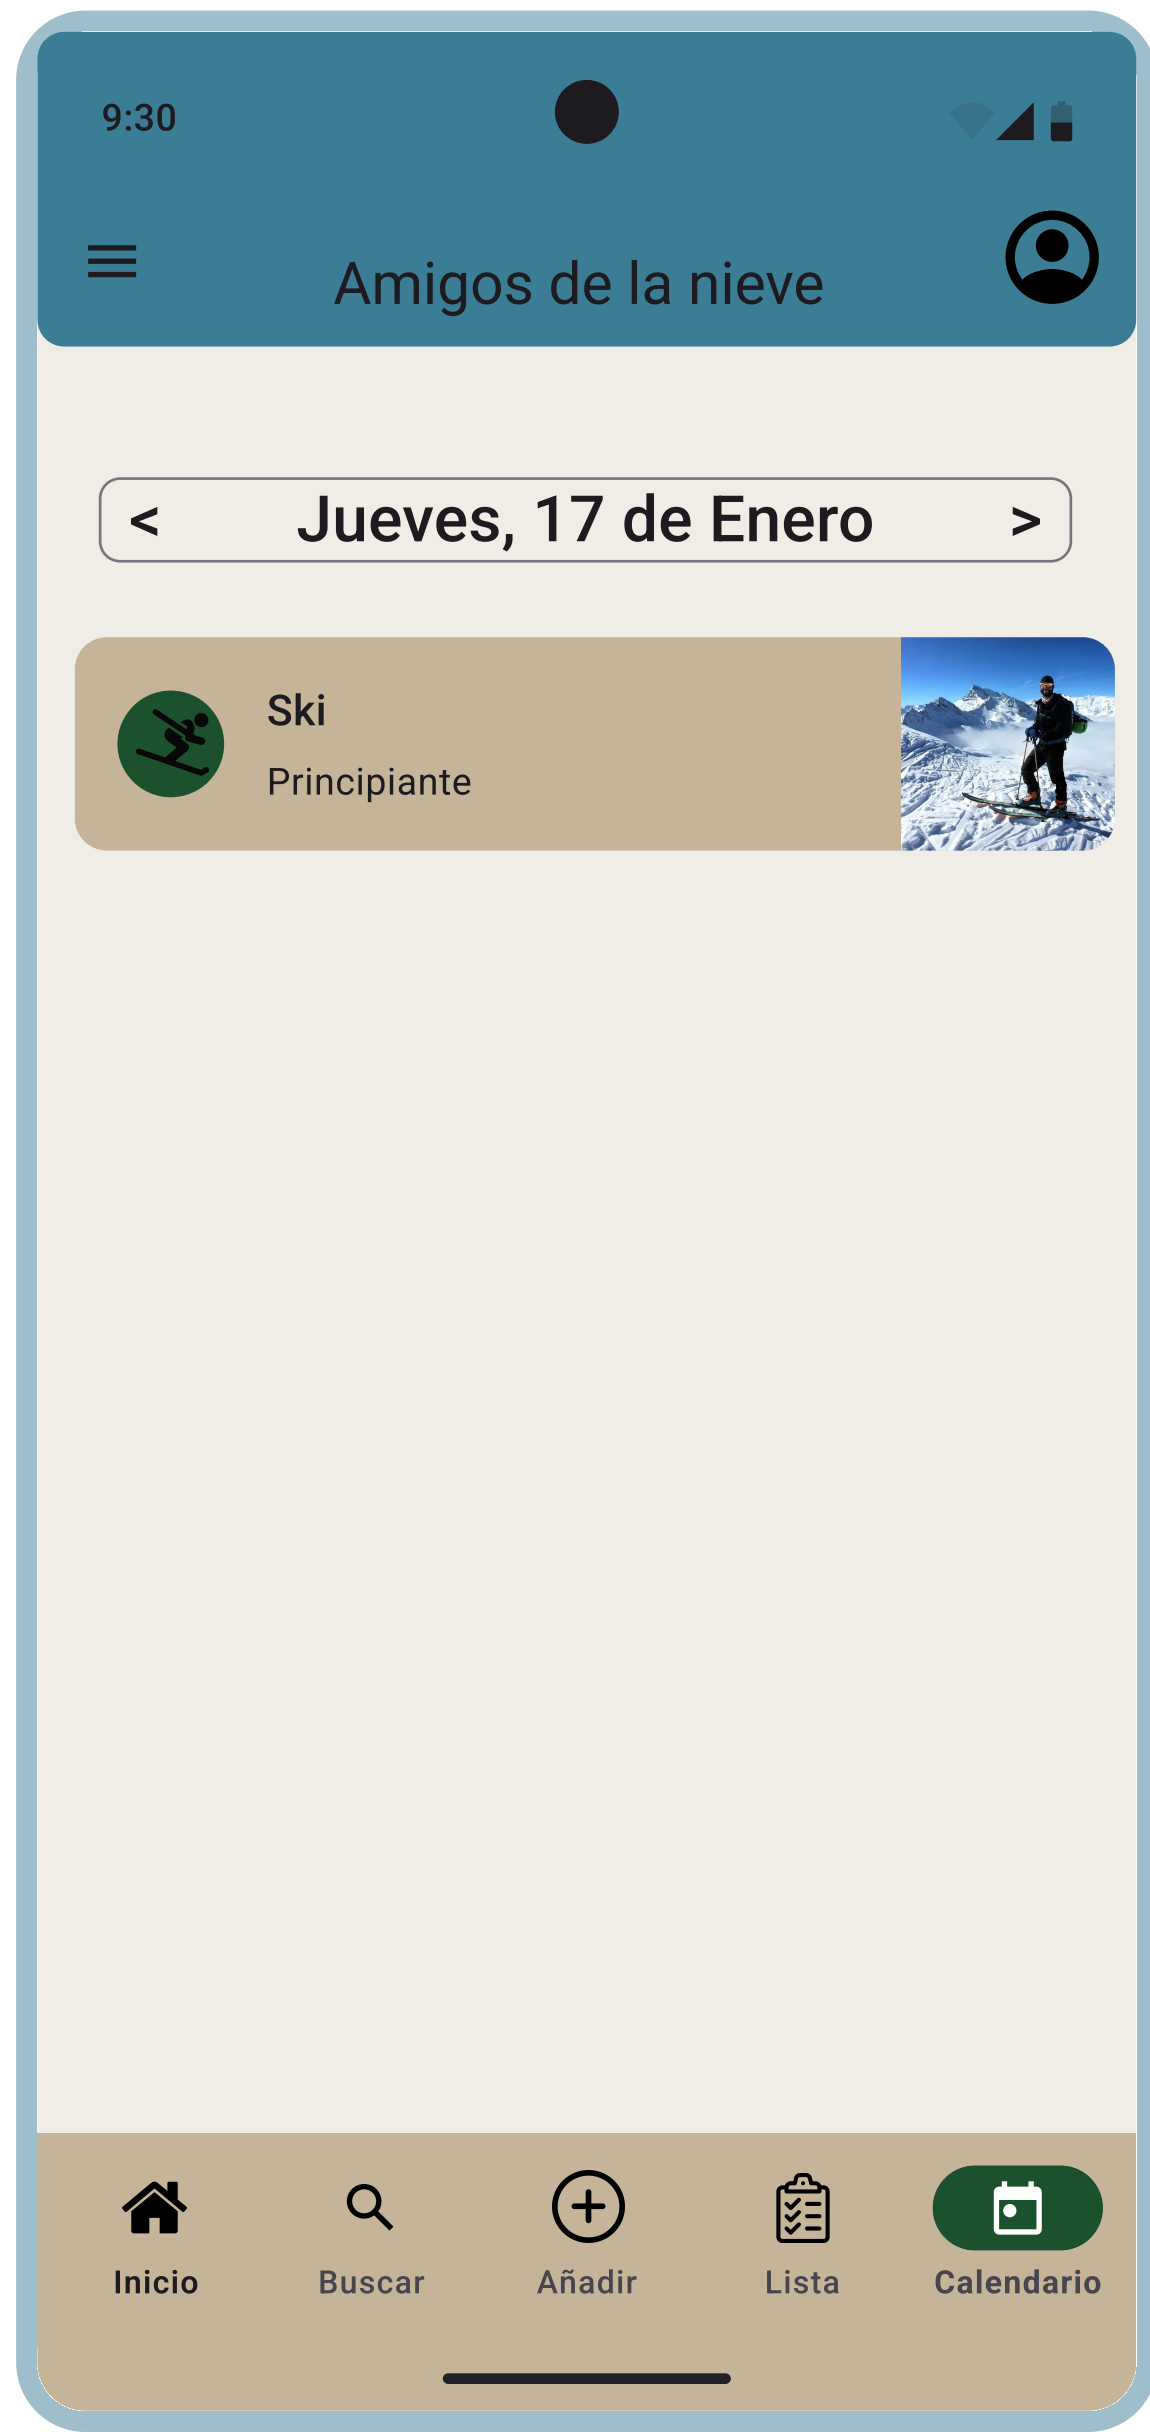 9:30
Amigos de la nieve
< Jueves, 17 de Enero >
Ski
Principiante
Inicio Buscar Añadir Lista Calendario